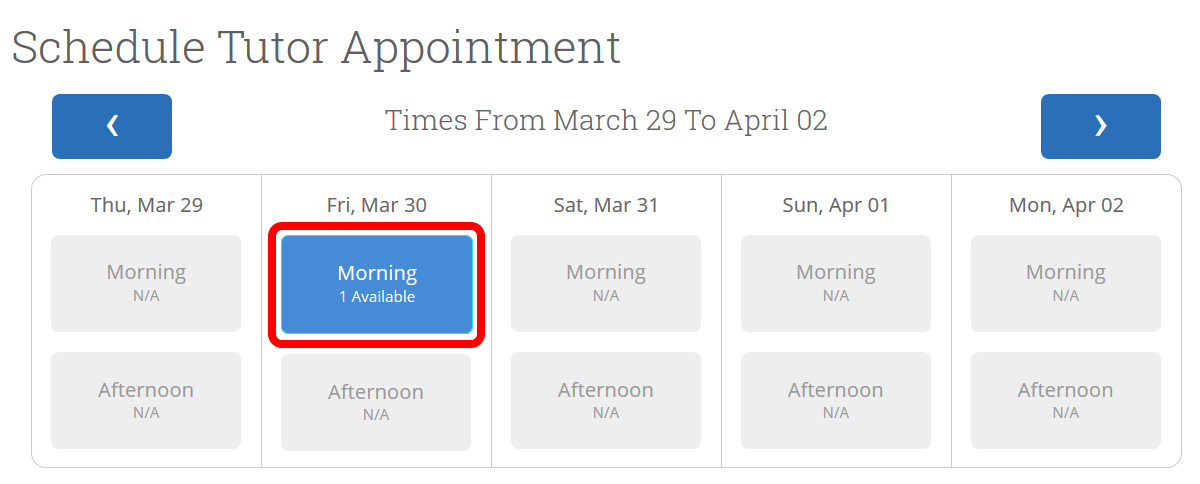 Schedule Tutor Appointment
❮
Times From March 29 To April 02
❯
Thu, Mar 29
Fri, Mar 30
Sat, Mar 31
Sun, Apr 01
Mon, Apr 02
Morning
N/A
Morning
1 Available
Morning
N/A
Morning
N/A
Morning
N/A
Afternoon
N/A
Afternoon
N/A
Afternoon
N/A
Afternoon
N/A
Afternoon
N/A